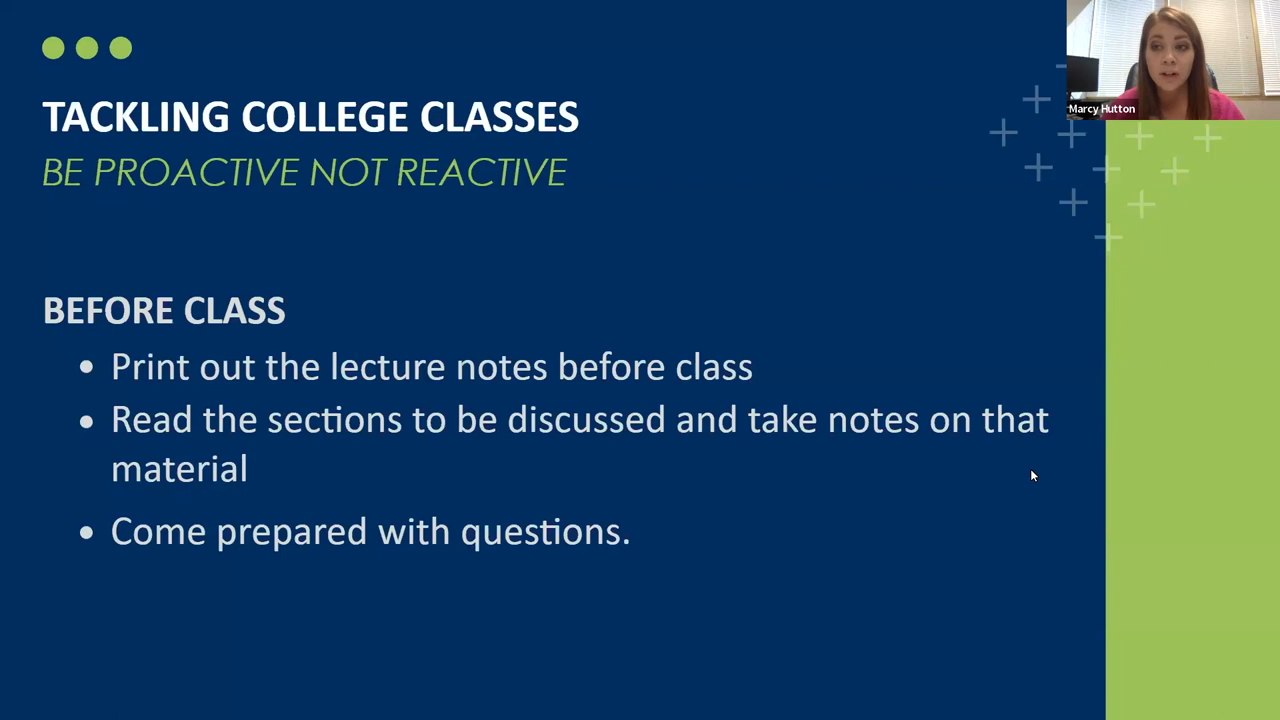 TACKLING COLLEGE CLASSES
BE PROACTIVE NOT REACTIVE
Marcy Hutton
BEFORE CLASS
• Print out the lecture notes before class
• Read the sections to be discussed and take notes on that
material
• Come prepared with questions.